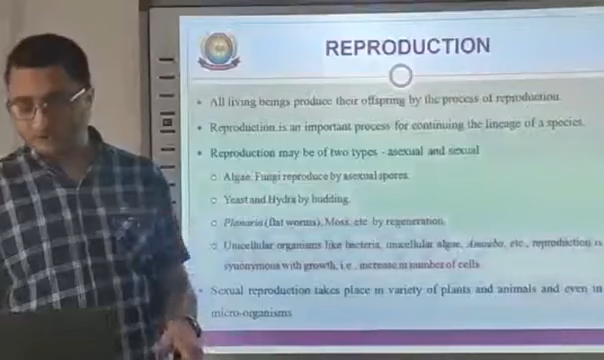 REPRODUCTION
All living beings produce their offspring by the process of reproduction.
Reproduction is an important process for continuing the lineage of a species.
Reproduction may be of two types - asexual and sexual
Algae, Fungi reproduce by asexual spores.
Yeast and Hydra by budding.
Planaria (flat worms), Moss, etc by regeneration.
Unicellular organisms like bacteria, unicellular algae, Amoeba, etc., reproduction is
synonymous with growth, i.e., increase in number of cells
Sexual reproduction takes place in variety of plants and animals and even in
micro-organisms